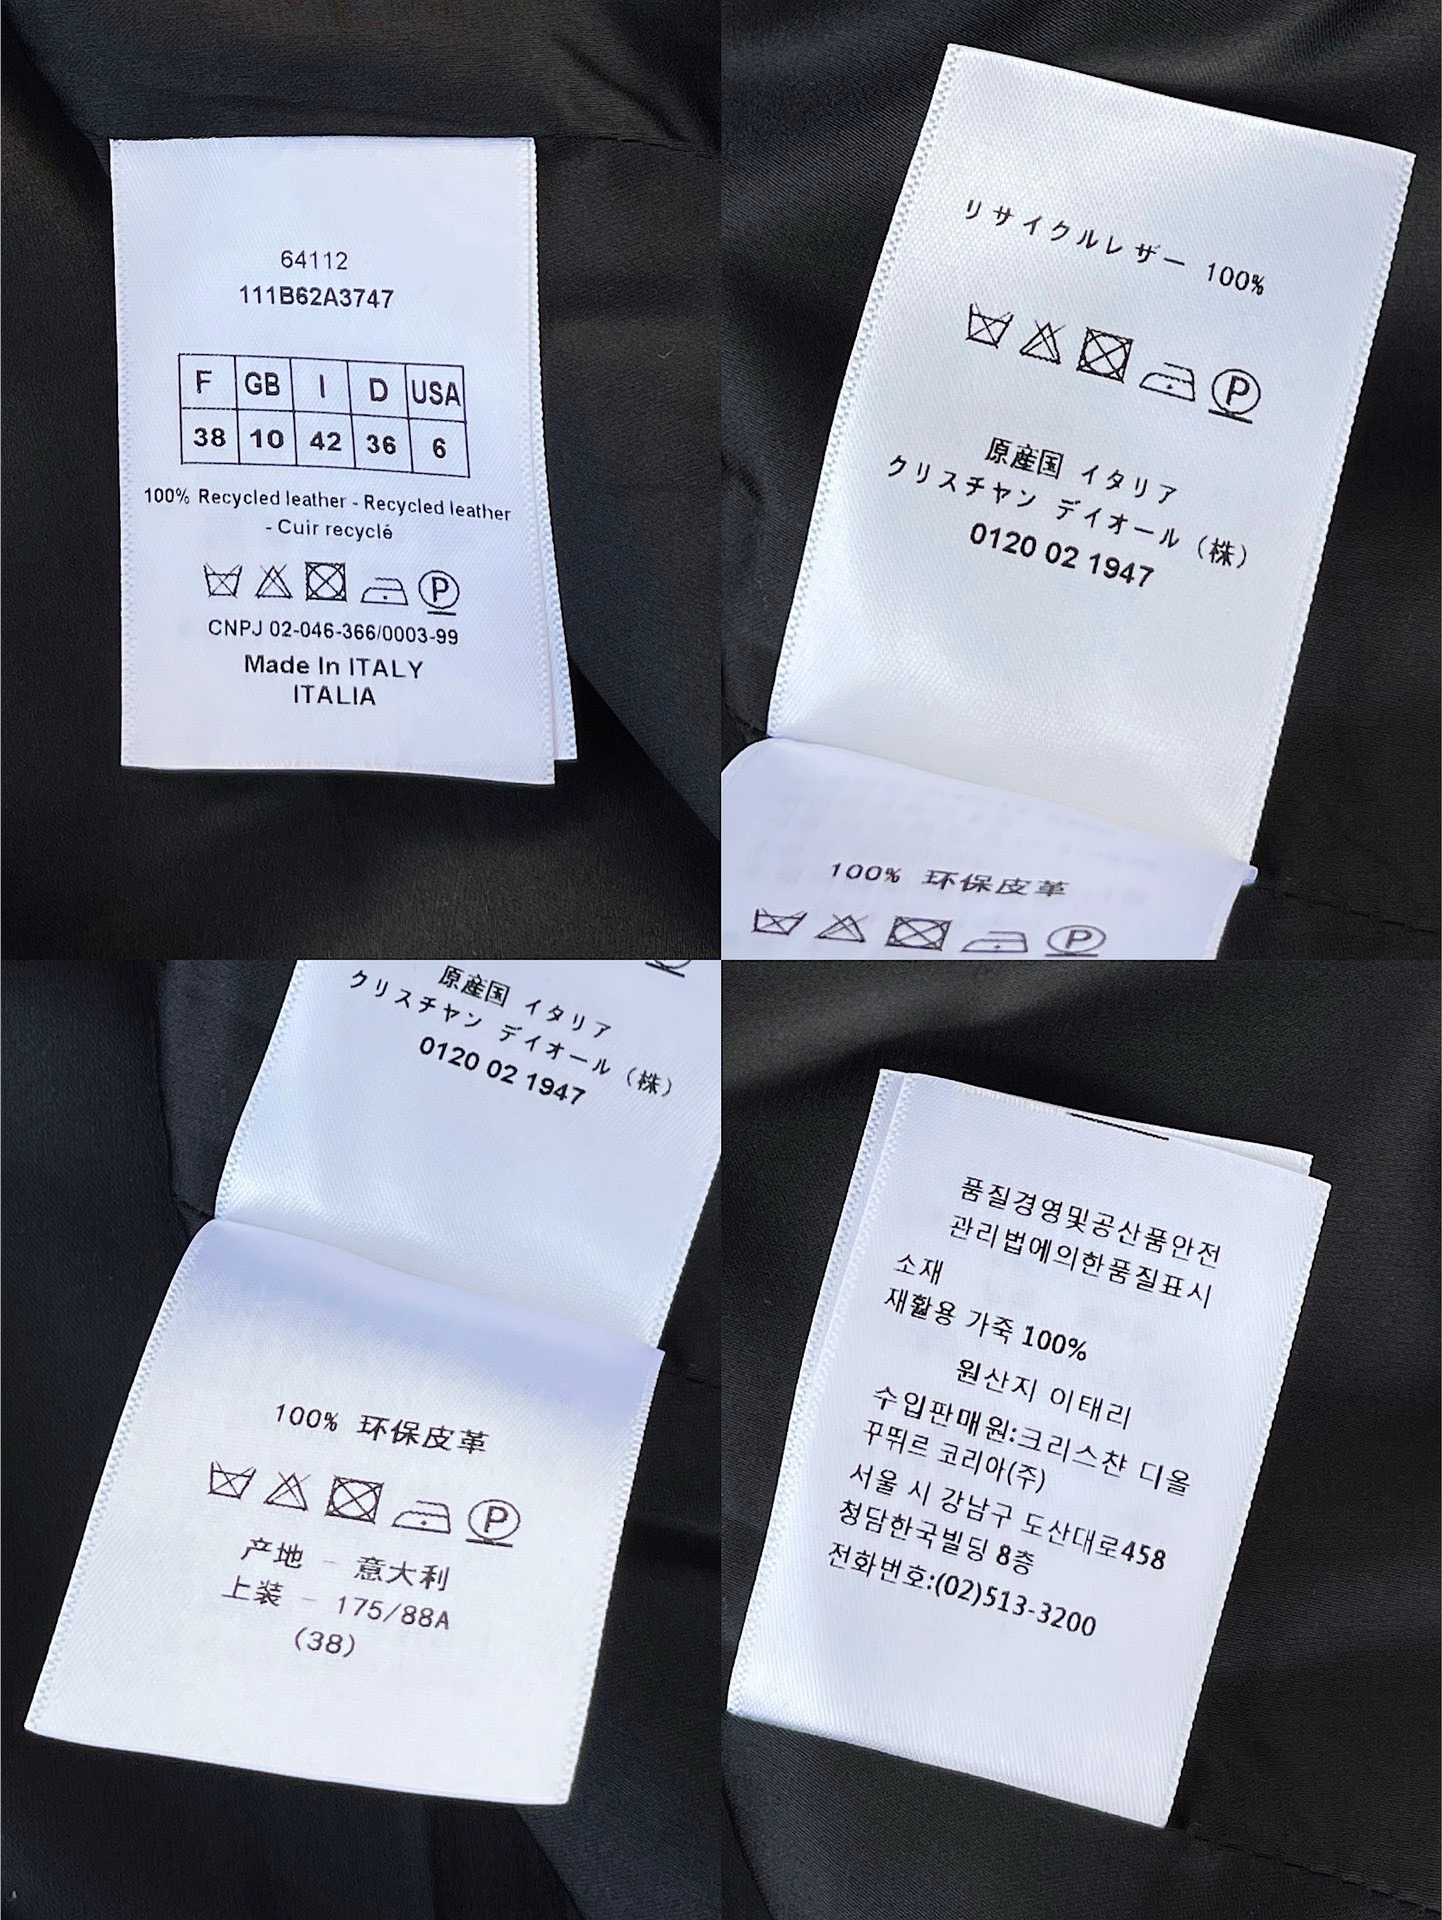 64112
111B62A3747
F GB I D USA
38 10 42 36 6
100% Recycled leather - Recycled leather
- Cuir recyclé
P
CNPJ 02-046-366/0003-99
Made In ITALY
ITALIA
リサイクルレザー 100%
P
原産国 イタリア
クリスチャン デイオール (株)
0120 02 1947
100% 环保皮革
P
原産国 イタリア
クリスチャン デイオール (株)
0120 02 1947
100% 环保皮革
P
产地 - 意大利
上装 - 175/88A
(38)
품질경영및공산품안전
관리법에의한품질표시
소재
재활용 가죽 100%
원산지 이태리
수입판매원:크리스챤 디올
꾸뛰르 코리아(주)
서울 시 강남구 도산대로458
청담한국빌딩 8층
전화번호:(02)513-3200